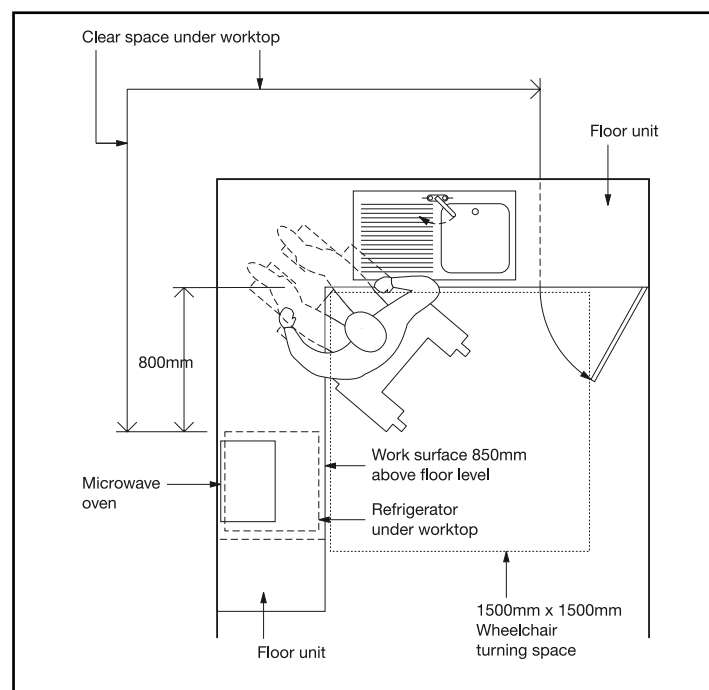 Clear space under worktop
Floor unit
800mm
Work surface 850mm
above floor level
Microwave
oven
Refrigerator
under worktop
1500mm x 1500mm
Wheelchair
turning space
Floor unit